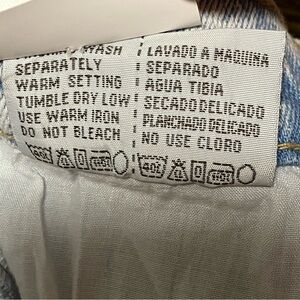 WASH
SEPARATELY
WARM SETTING
TUMBLE DRY LOW
USE WARM IRON
DO NOT BLEACH
LAVADO A MAQUINA
SEPARADO
AGUA TIBIA
SECADO DELICADO
PLANCHADO DELICADO
NO USE CLORO